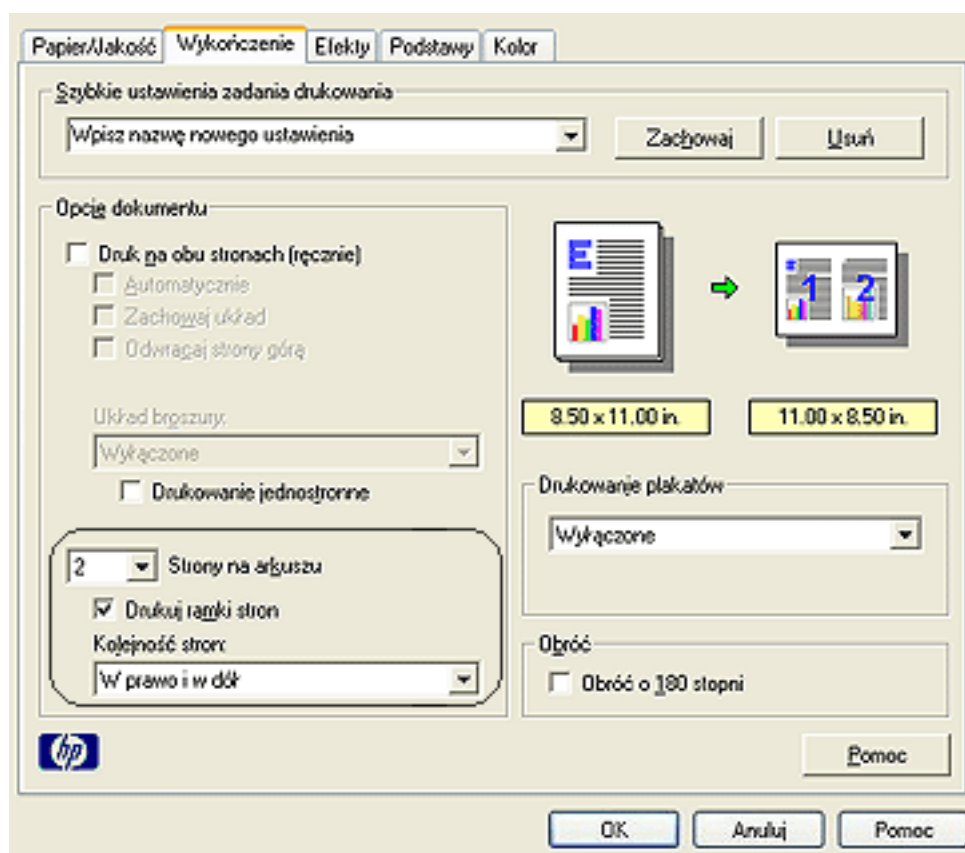 Papier/Jakość Wykończenie Efekty Podstawy Kolor
Szybkie ustawienia zadania drukowania
Wpisz nazwę nowego ustawienia Zachowaj Usuń
Opcje dokumentu
Druk na obu stronach (ręcznie)
Automatycznie
Zachowaj układ
Odwracaj strony górą
Układ broszury:
Wyłączone
Drukowanie jednostronne
2 Strony na arkuszu
Drukuj ramki stron
Kolejność stron:
W prawo i w dół
E
1 2
8.50 x 11.00 in.
11.00 x 8.50 in.
Drukowanie plakatów
Wyłączone
Obróć
Obróć o 180 stopni
hp
Pomoc
OK Anuluj Pomoc